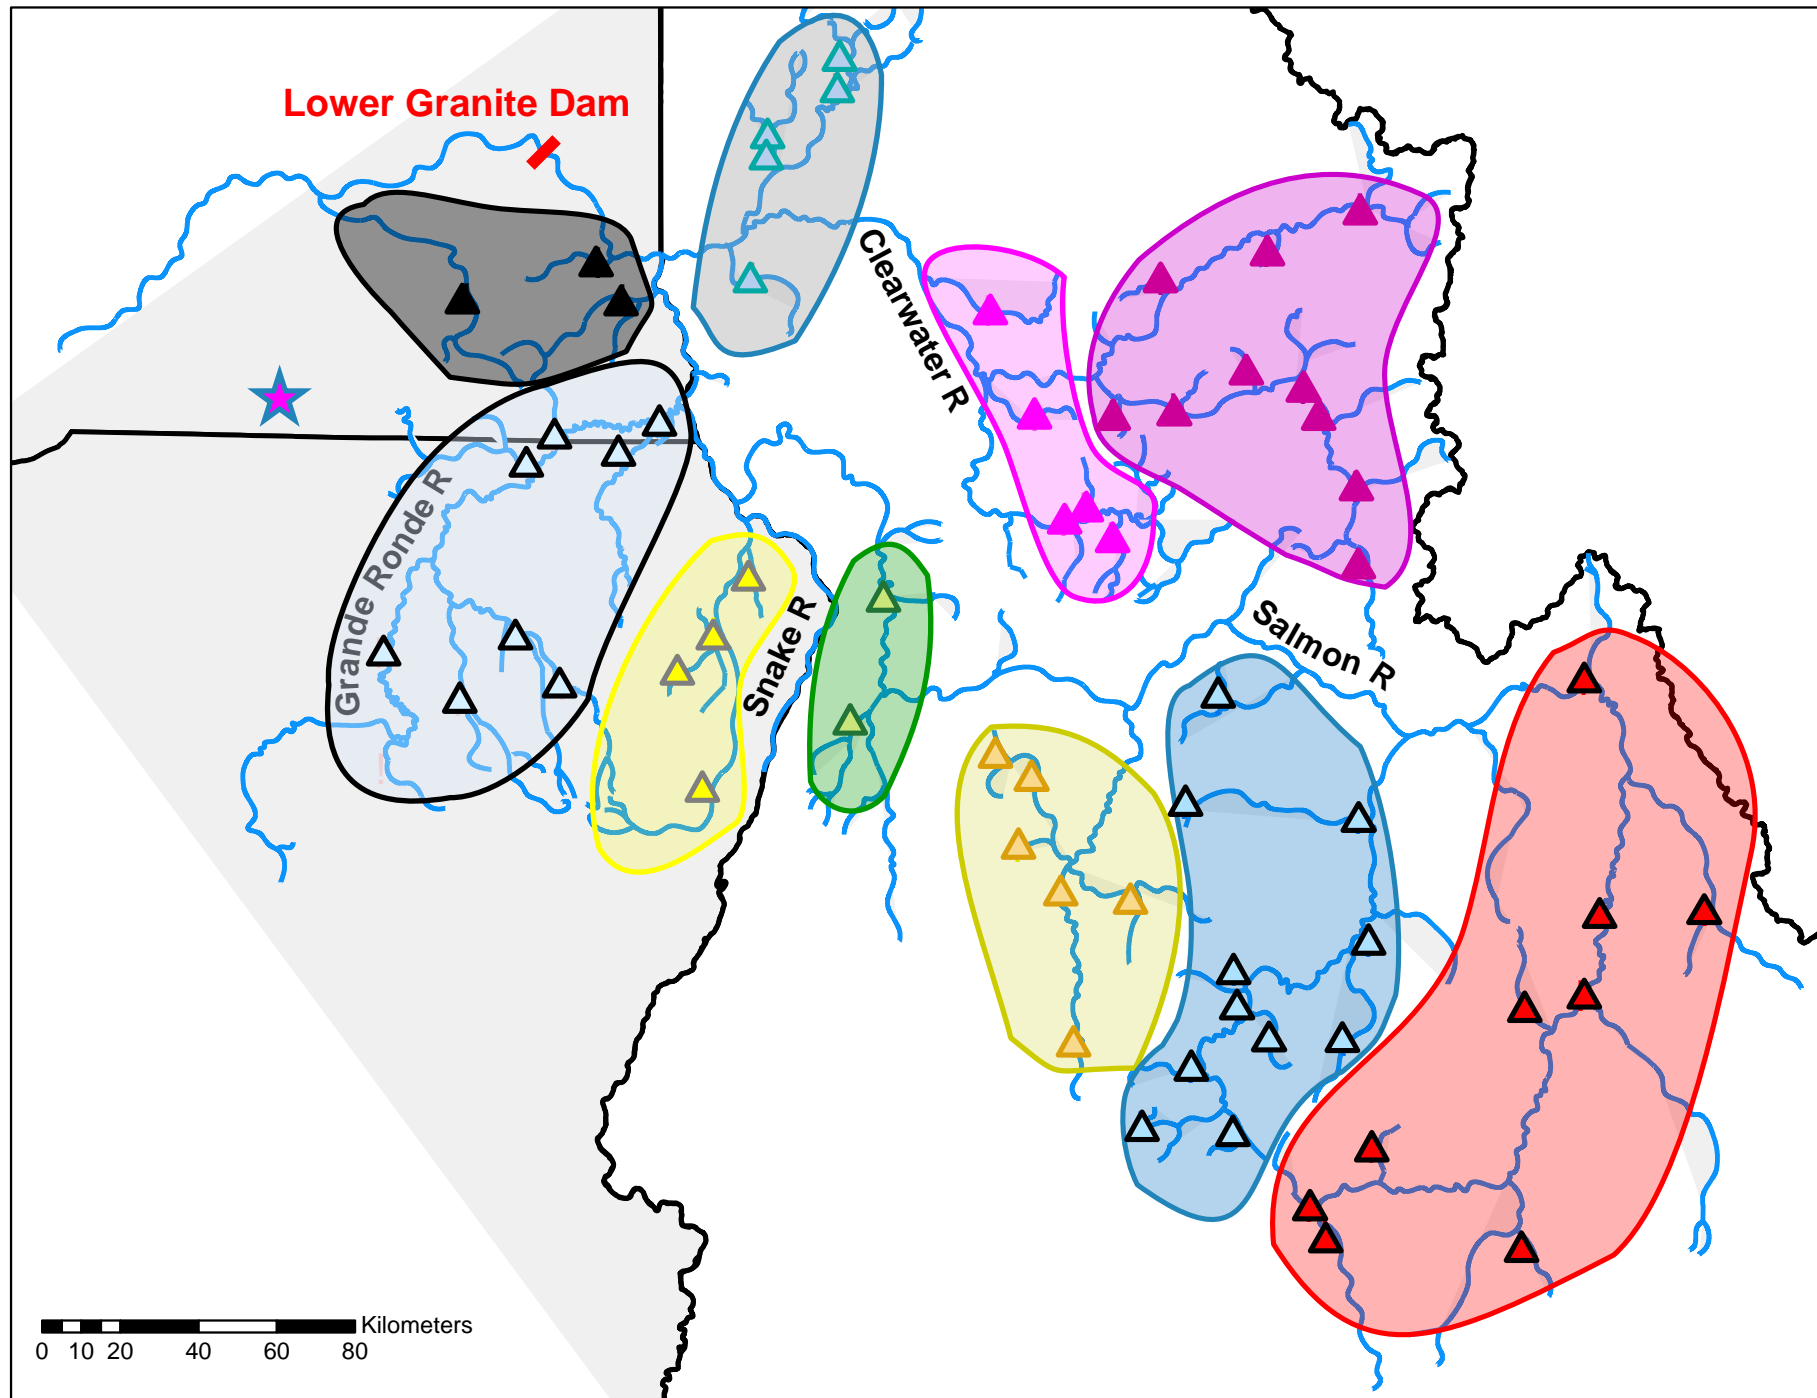 Lower Granite Dam
Clearwater R
Grande Ronde R
Snake R
Salmon R
Kilometers
0 10 20 40 60 80